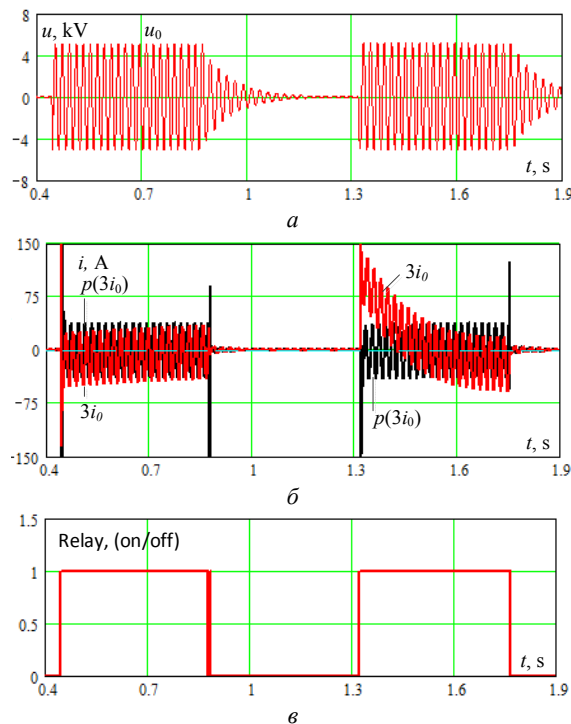 8
u, kV
u0
4
0
-4
-8
0.4 0.7 1 1.3 1.6 1.9
t, s
а
150
i, A
p(3i0)
3i0
75
0
-75
3i0
p(3i0)
-150
t, s
0.4 0.7 1 1.3 1.6 1.9
б
1.5
Relay, (on/off)
1
0.5
0
t, s
0.4 0.7 1 1.3 1.6 1.9
в